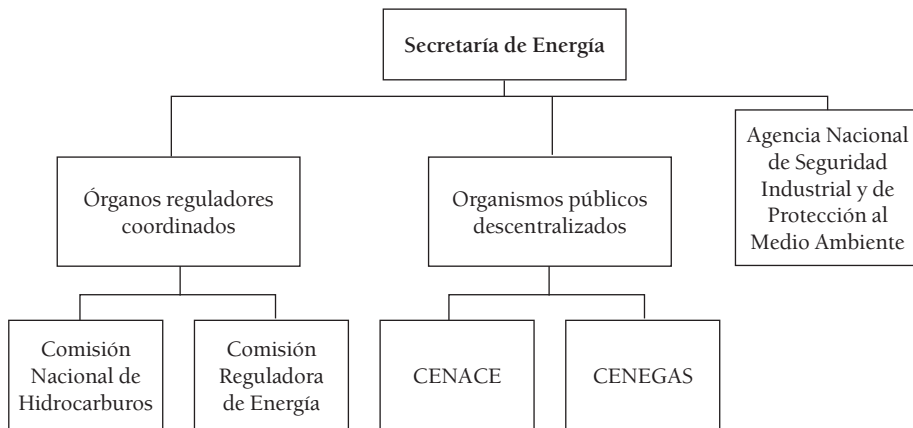 Secretaría de Energía
Órganos reguladores
coordinados
Organismos públicos
descentralizados
Agencia Nacional
de Seguridad
Industrial y de
Protección al
Medio Ambiente
Comisión
Nacional de
Hidrocarburos
Comisión
Reguladora
de Energía
CENACE
CENEGAS